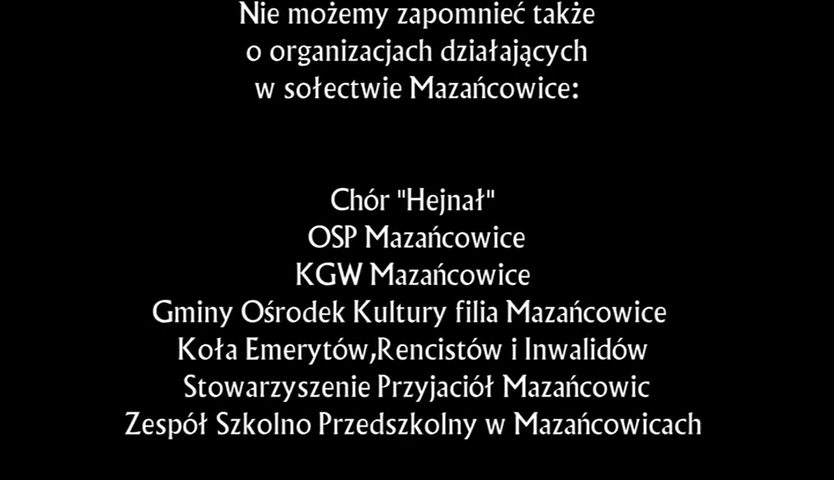 Nie możemy zapomnieć także
o organizacjach działających
w sołectwie Mazańcowice:
Chór "Hejnał"
OSP Mazańcowice
KGW Mazańcowice
Gminy Ośrodek Kultury filia Mazańcowice
Koła Emerytów,Rencistów i Inwalidów
Stowarzyszenie Przyjaciół Mazańcowic
Zespół Szkolno Przedszkolny w Mazańcowicach